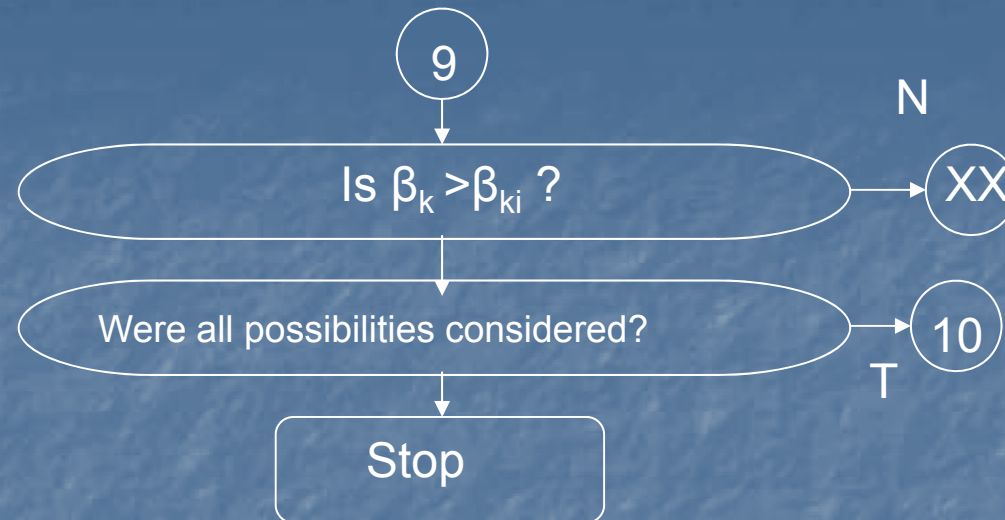 9
N
Is βₖ >βₖᵢ ?
XX
Were all possibilities considered?
10
T
Stop